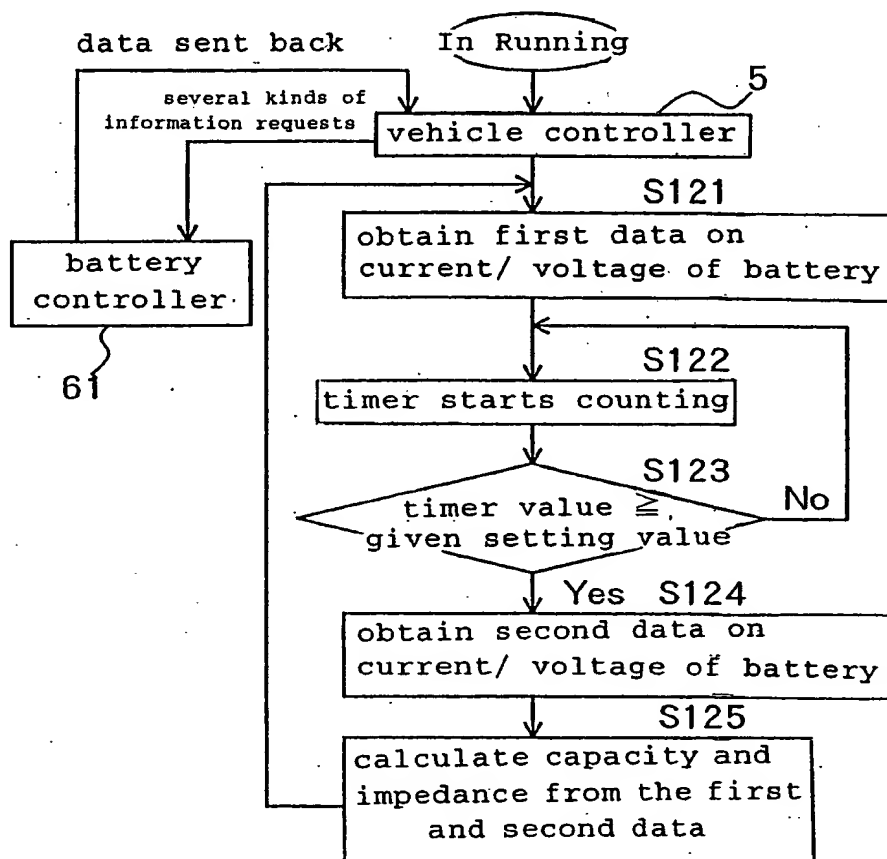 data sent back
In Running
several kinds of
information requests
5
vehicle controller
S121
obtain first data on
current/ voltage of battery
battery
controller
61
S122
timer starts counting
S123
timer value ≧
given setting value
No
Yes S124
obtain second data on
current/ voltage of battery
S125
calculate capacity and
impedance from the first
and second data